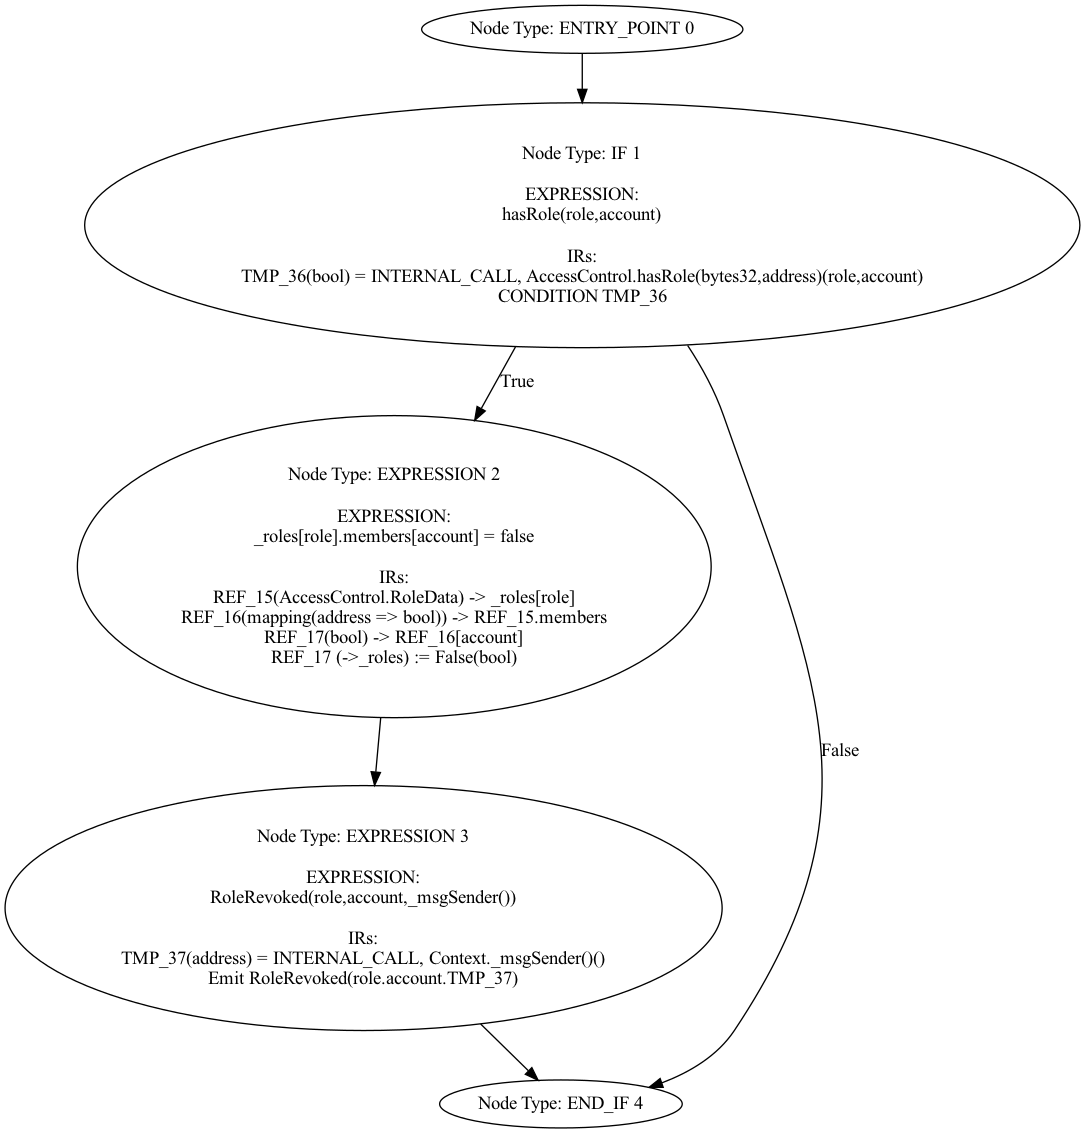 Node Type: ENTRY_POINT 0
Node Type: IF 1
EXPRESSION:
hasRole(role,account)
IRs:
TMP_36(bool) = INTERNAL_CALL, AccessControl.hasRole(bytes32,address)(role,account)
CONDITION TMP_36
True
Node Type: EXPRESSION 2
EXPRESSION:
_roles[role].members[account] = false
IRs:
REF_15(AccessControl.RoleData) -> _roles[role]
REF_16(mapping(address => bool)) -> REF_15.members
REF_17(bool) -> REF_16[account]
REF_17 (->_roles) := False(bool)
False
Node Type: EXPRESSION 3
EXPRESSION:
RoleRevoked(role,account,_msgSender())
IRs:
TMP_37(address) = INTERNAL_CALL, Context._msgSender()()
Emit RoleRevoked(role.account.TMP_37)
Node Type: END_IF 4